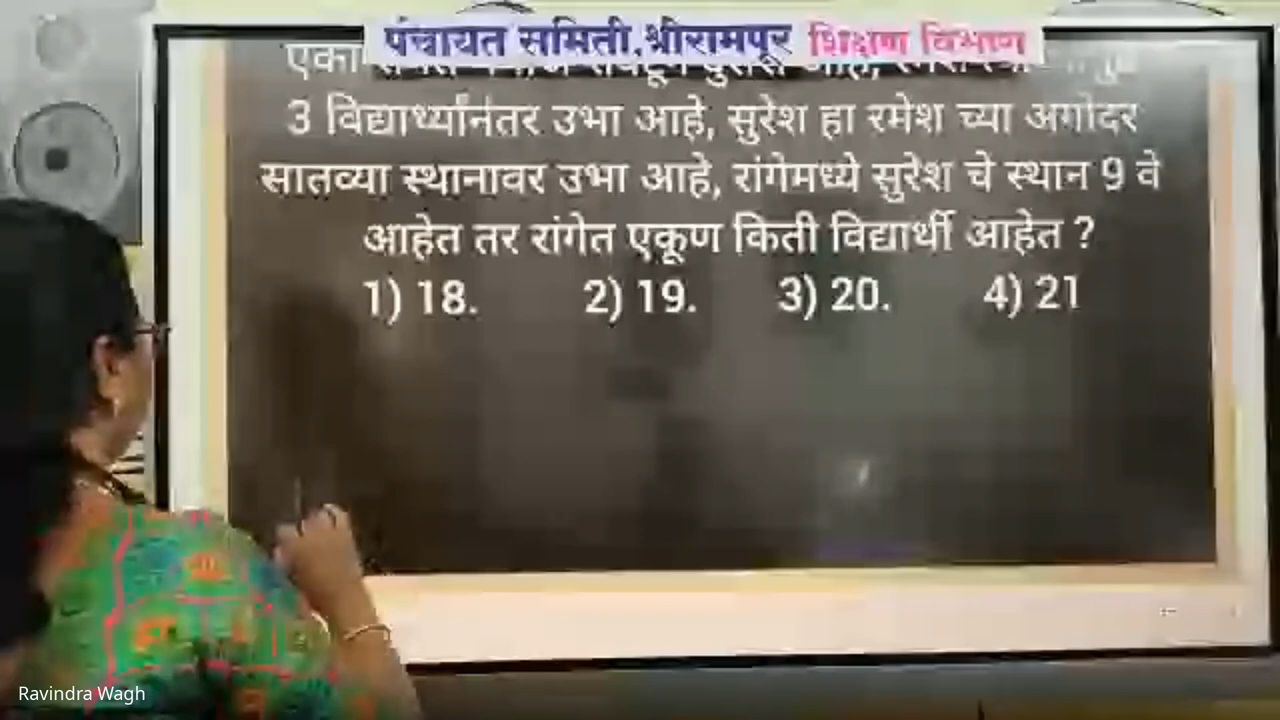 पंचायत समिती,श्रीरामपूर शिक्षण विभाग
एका
3 विद्यार्थ्यांनंतर उभा आहे, सुरेश हा रमेश च्या अगोदर
सातव्या स्थानावर उभा आहे, रांगेमध्ये सुरेश चे स्थान 9 वे
आहेत तर रांगेत एकूण किती विद्यार्थी आहेत ?
1) 18. 2) 19. 3) 20. 4) 21
Ravindra Wagh